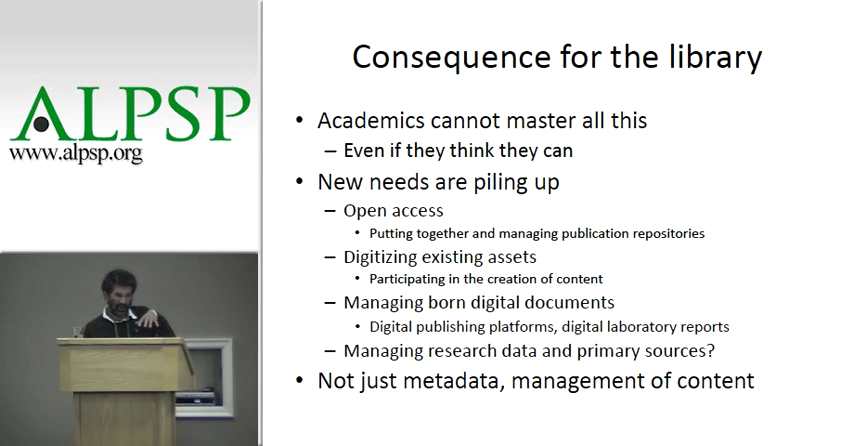 ALPSP
www.alpsp.org
Consequence for the library
• Academics cannot master all this
– Even if they think they can
• New needs are piling up
– Open access
• Putting together and managing publication repositories
– Digitizing existing assets
• Participating in the creation of content
– Managing born digital documents
• Digital publishing platforms, digital laboratory reports
– Managing research data and primary sources?
• Not just metadata, management of content